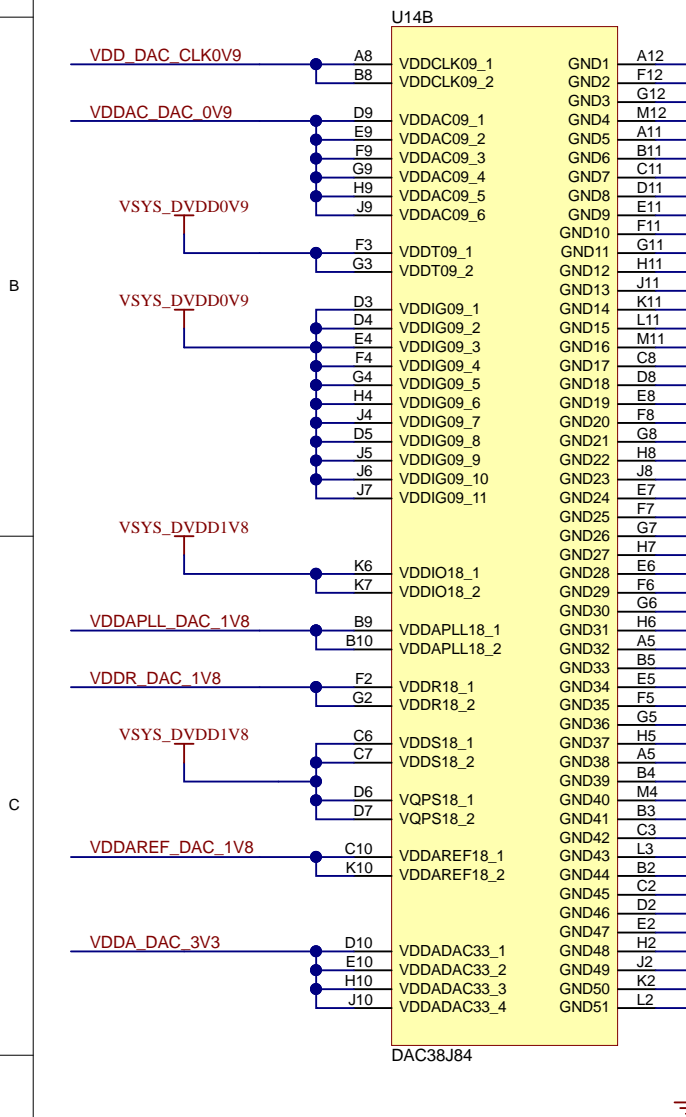 U14B
VDD_DAC_CLK0V9 A8 VDDCLK09_1 GND1 A12
B8 VDDCLK09_2 GND2 F12
GND3 G12
VDDAC_DAC_0V9 D9 VDDAC09_1 GND4 M12
E9 VDDAC09_2 GND5 A11
F9 VDDAC09_3 GND6 B11
G9 VDDAC09_4 GND7 C11
H9 VDDAC09_5 GND8 D11
VSYS_DVDD0V9 J9 VDDAC09_6 GND9 E11
GND10 F11
F3 VDDT09_1 GND11 G11
G3 VDDT09_2 GND12 H11
B GND13 J11
VSYS_DVDD0V9 D3 VDDIG09_1 GND14 K11
D4 VDDIG09_2 GND15 L11
E4 VDDIG09_3 GND16 M11
F4 VDDIG09_4 GND17 C8
G4 VDDIG09_5 GND18 D8
H4 VDDIG09_6 GND19 E8
J4 VDDIG09_7 GND20 F8
D5 VDDIG09_8 GND21 G8
J5 VDDIG09_9 GND22 H8
J6 VDDIG09_10 GND23 J8
J7 VDDIG09_11 GND24 E7
GND25 F7
VSYS_DVDD1V8 GND26 G7
GND27 H7
K6 VDDIO18_1 GND28 E6
K7 VDDIO18_2 GND29 F6
GND30 G6
VDDAPLL_DAC_1V8 B9 VDDAPLL18_1 GND31 H6
B10 VDDAPLL18_2 GND32 A5
GND33 B5
VDDR_DAC_1V8 F2 VDDR18_1 GND34 E5
G2 VDDR18_2 GND35 F5
GND36 G5
VSYS_DVDD1V8 C6 VDDS18_1 GND37 H5
C7 VDDS18_2 GND38 A5
GND39 B4
C D6 VQPS18_1 GND40 M4
D7 VQPS18_2 GND41 B3
GND42 C3
VDDAREF_DAC_1V8 C10 VDDAREF18_1 GND43 L3
K10 VDDAREF18_2 GND44 B2
GND45 C2
GND46 D2
GND47 E2
VDDA_DAC_3V3 D10 VDDADAC33_1 GND48 H2
E10 VDDADAC33_2 GND49 J2
H10 VDDADAC33_3 GND50 K2
J10 VDDADAC33_4 GND51 L2
DAC38J84